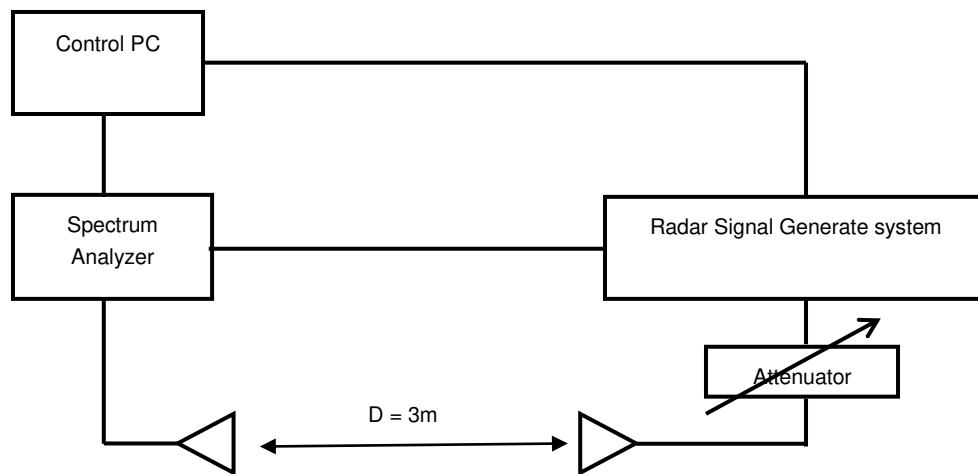 Control PC
Spectrum
Analyzer
Radar Signal Generate system
Attenuator
D = 3m